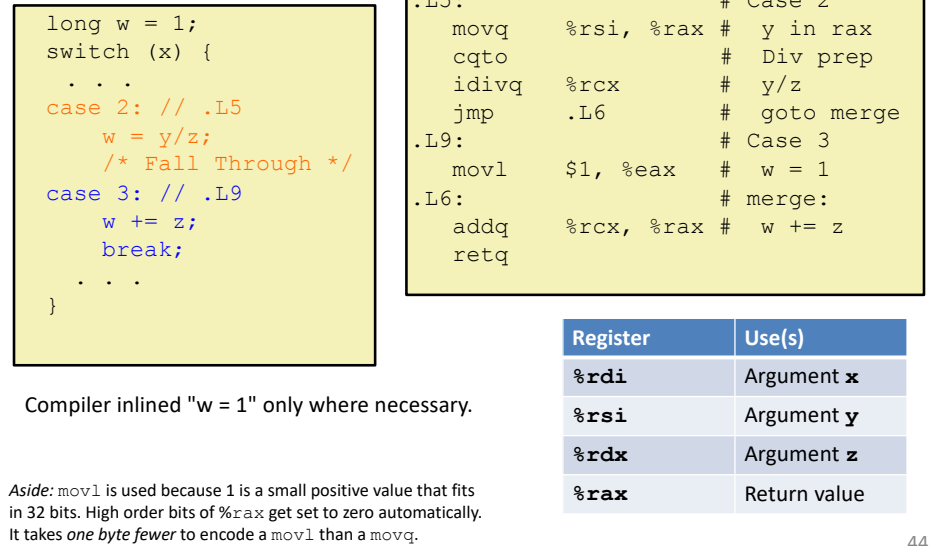 long w = 1;
switch (x) {
. . .
case 2: // .L5
w = y/z;
/* Fall Through */
case 3: // .L9
w += z;
break;
. . .
}
.L5: # Case 2
movq %rsi, %rax # y in rax
cqto # Div prep
idivq %rcx # y/z
jmp .L6 # goto merge
.L9: # Case 3
movl $1, %eax # w = 1
.L6: # merge:
addq %rcx, %rax # w += z
retq
Register Use(s)
%rdi Argument x
%rsi Argument y
%rdx Argument z
%rax Return value
Compiler inlined "w = 1" only where necessary.
Aside: movl is used because 1 is a small positive value that fits
in 32 bits. High order bits of %rax get set to zero automatically.
It takes one byte fewer to encode a movl than a movq.
44